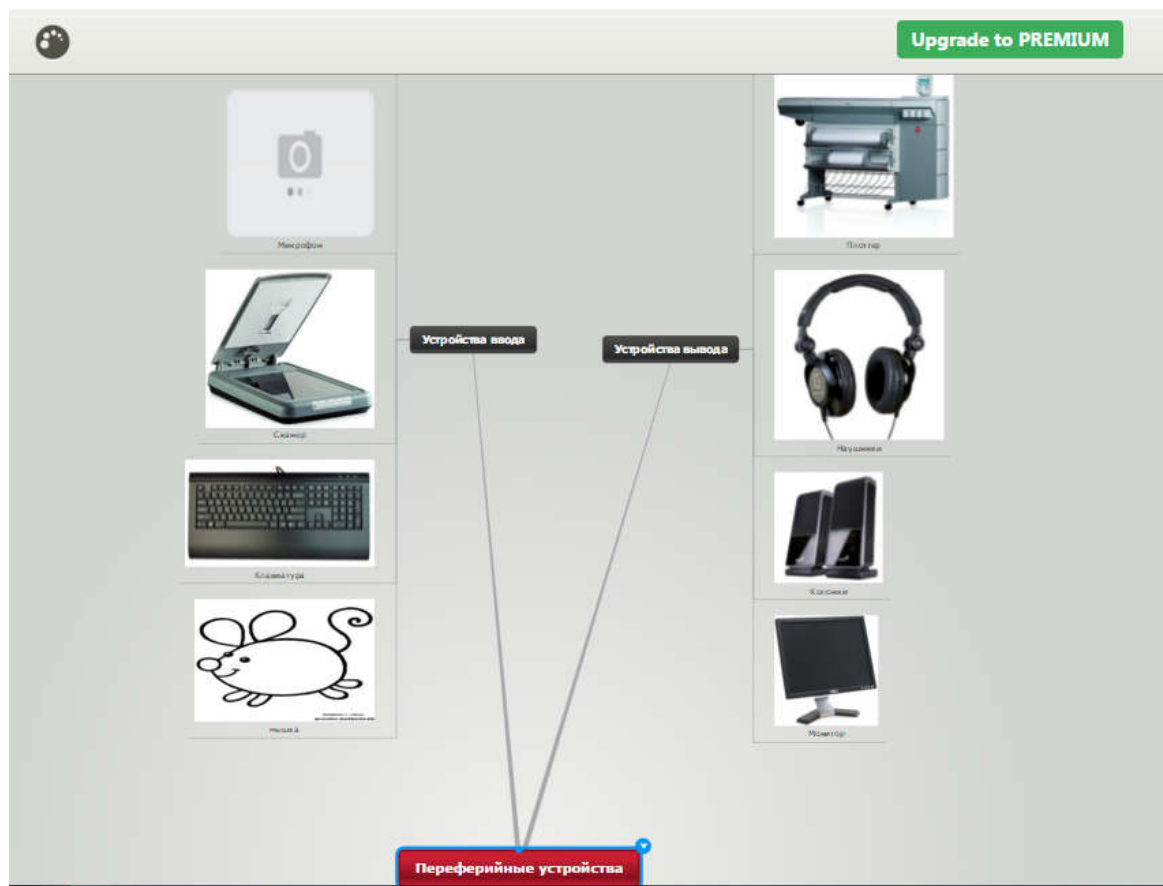 Upgrade to PREMIUM
Микрофон
Плоттер
Устройства ввода
Устройства вывода
Сканер
Наушники
Клавиатура
Колонки
мышка
Монитор
Переферийные устройства